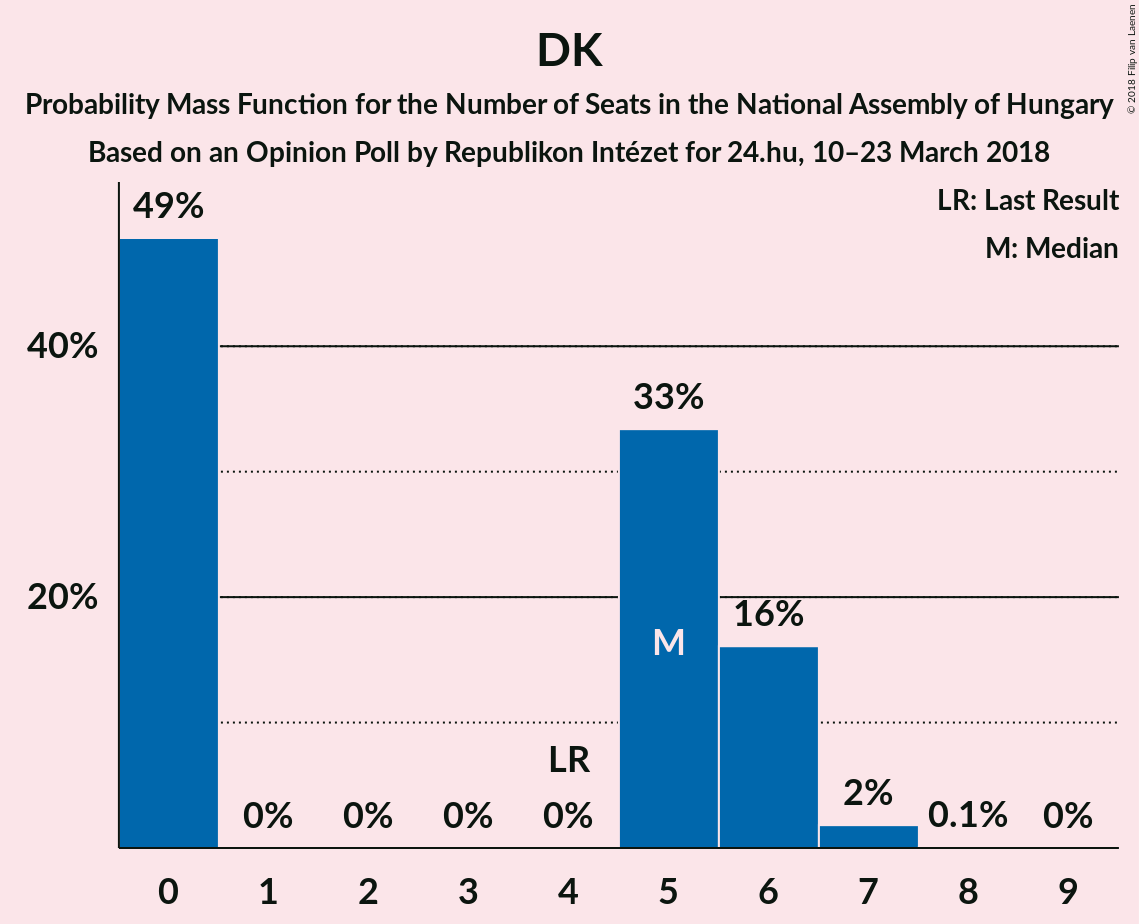 DK
Probability Mass Function for the Number of Seats in the National Assembly of Hungary
Based on an Opinion Poll by Republikon Intézet for 24.hu, 10–23 March 2018
© 2018 Filip van Laenen
LR: Last Result
M: Median
49%
40%
33%
20%
16%
M
LR
2%
0% 0% 0% 0% 0.1% 0%
0 1 2 3 4 5 6 7 8 9